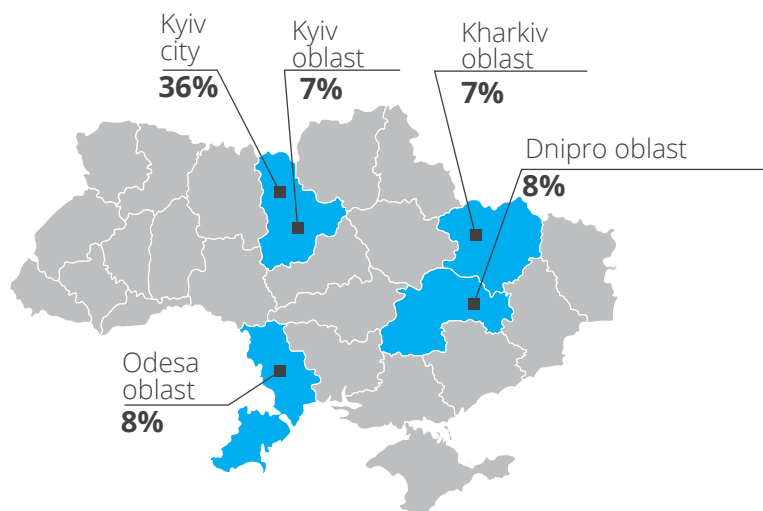 Kyiv
city
36%
Kyiv
oblast
7%
Kharkiv
oblast
7%
Dnipro oblast
8%
Odesa
oblast
8%